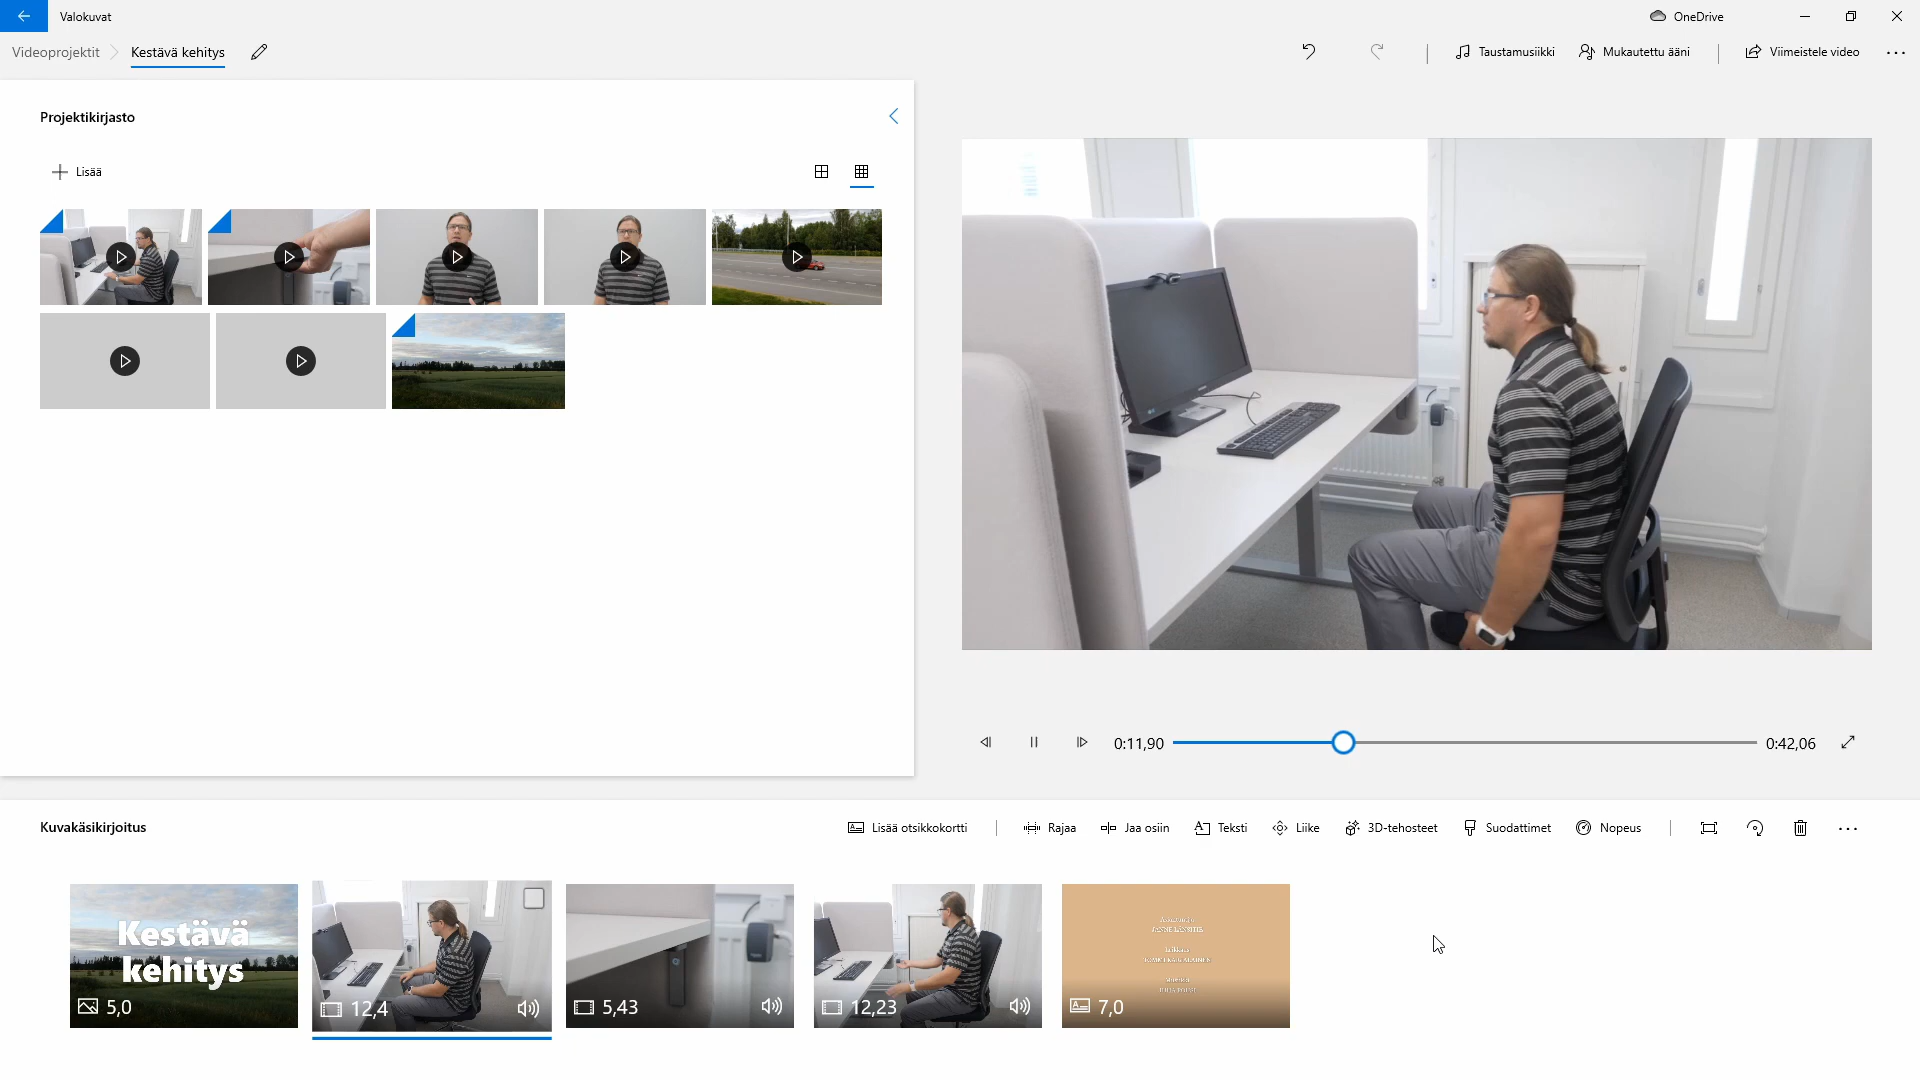 Valokuvat
OneDrive
Videoprojektit
Kestävä kehitys
Taustamusiikki
Mukautettu ääni
Viimeistele video
Projektikirjasto
Lisää
0:11,90
0:42,06
Kuvakäsikirjoitus
Lisää otsikkokortti
Rajaa
Jaa osiin
Teksti
Liike
3D-tehosteet
Suodattimet
Nopeus
Kestävä
kehitys
5,0
12,4
5,43
12,23
7,0